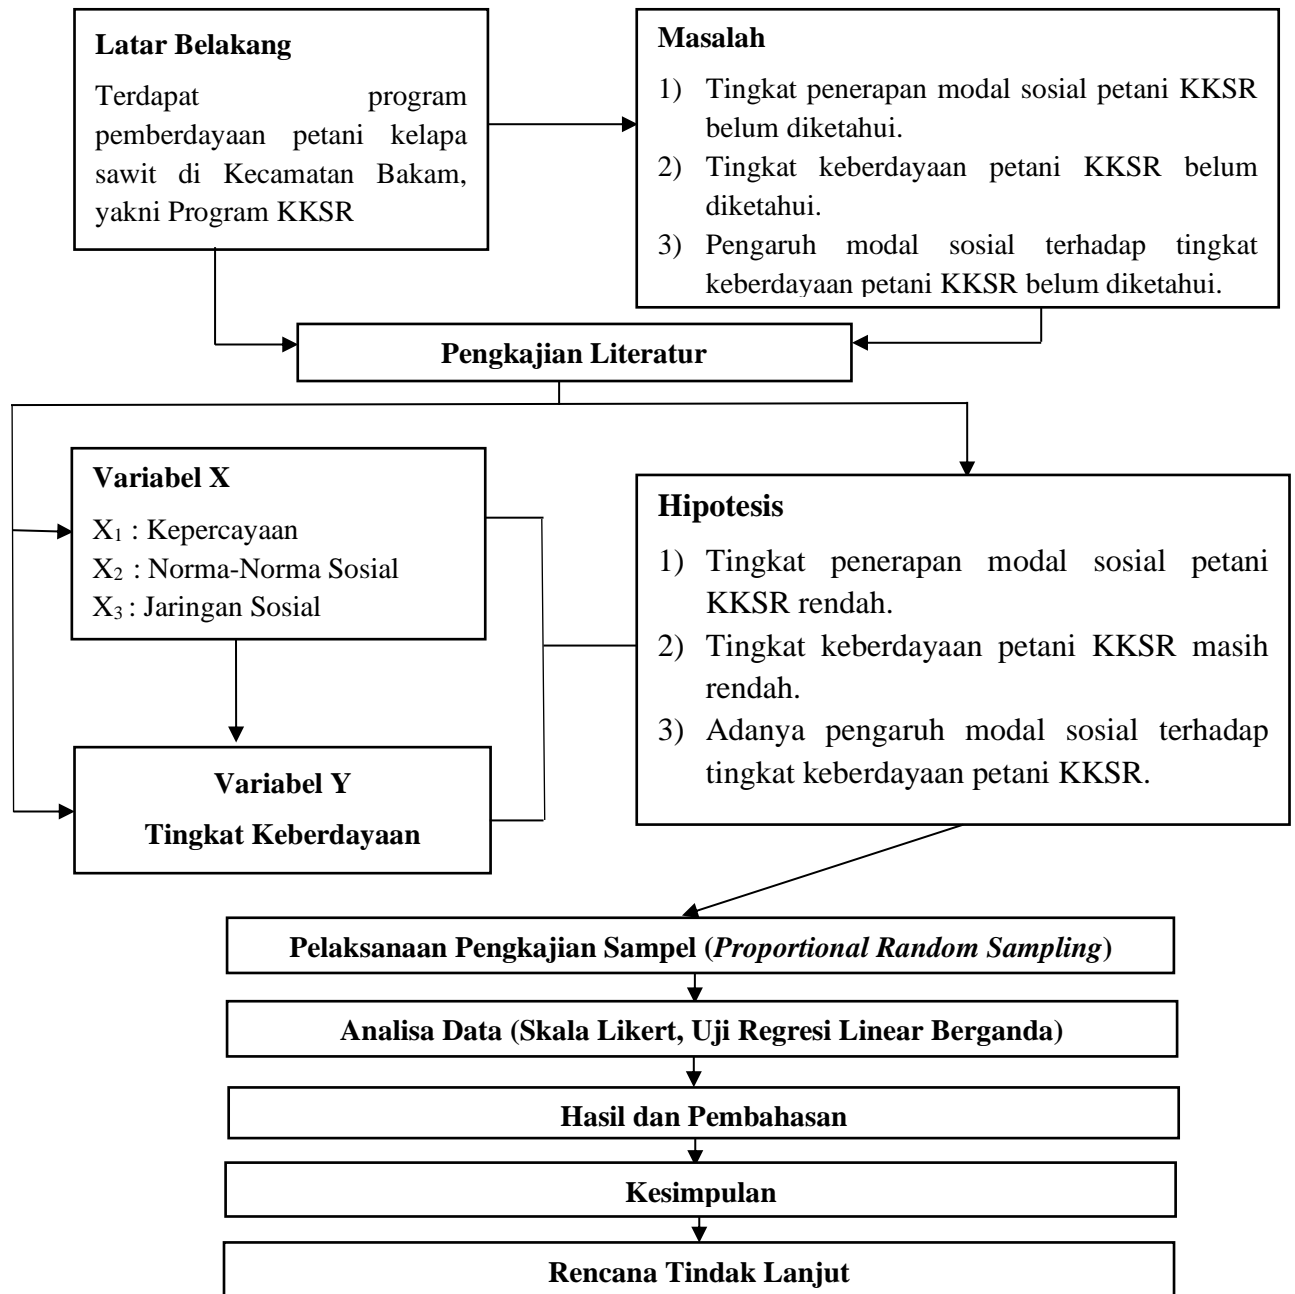 Latar Belakang
Terdapat program
pemberdayaan petani kelapa
sawit di Kecamatan Bakam,
yakni Program KKSR
Masalah
1) Tingkat penerapan modal sosial petani KKSR
belum diketahui.
2) Tingkat keberdayaan petani KKSR belum
diketahui.
3) Pengaruh modal sosial terhadap tingkat
keberdayaan petani KKSR belum diketahui.
Pengkajian Literatur
Variabel X
X₁ : Kepercayaan
X₂ : Norma-Norma Sosial
X₃ : Jaringan Sosial
Variabel Y
Tingkat Keberdayaan
Hipotesis
1) Tingkat penerapan modal sosial petani
KKSR rendah.
2) Tingkat keberdayaan petani KKSR masih
rendah.
3) Adanya pengaruh modal sosial terhadap
tingkat keberdayaan petani KKSR.
Pelaksanaan Pengkajian Sampel (Proportional Random Sampling)
Analisa Data (Skala Likert, Uji Regresi Linear Berganda)
Hasil dan Pembahasan
Kesimpulan
Rencana Tindak Lanjut